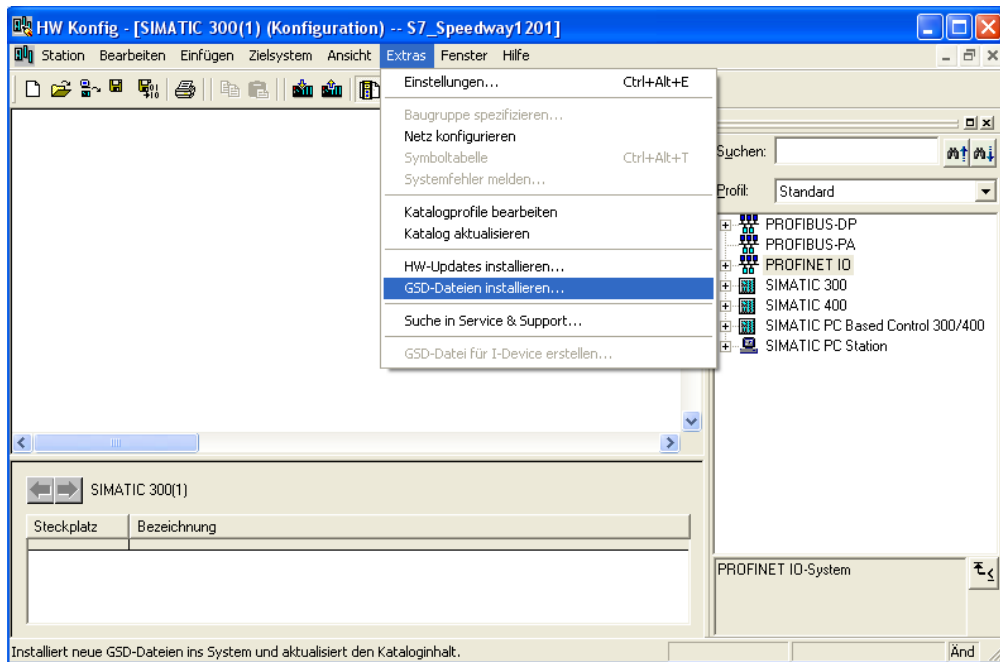 HW Konfig - [SIMATIC 300(1) (Konfiguration) -- S7_Speedway1201]
Station Bearbeiten Einfügen Zielsystem Ansicht Extras Fenster Hilfe
Einstellungen... Ctrl+Alt+E
Baugruppe spezifizieren...
Netz konfigurieren
Symboltabelle Ctrl+Alt+T
Systemfehler melden...
Katalogprofile bearbeiten
Katalog aktualisieren
HW-Updates installieren...
GSD-Dateien installieren...
Suche in Service & Support...
GSD-Datei für I-Device erstellen...
Suchen:
Profil: Standard
PROFIBUS-DP
PROFIBUS-PA
PROFINET IO
SIMATIC 300
SIMATIC 400
SIMATIC PC Based Control 300/400
SIMATIC PC Station
SIMATIC 300(1)
Steckplatz Bezeichnung
PROFINET IO-System
Installiert neue GSD-Dateien ins System und aktualisiert den Kataloginhalt. Änd